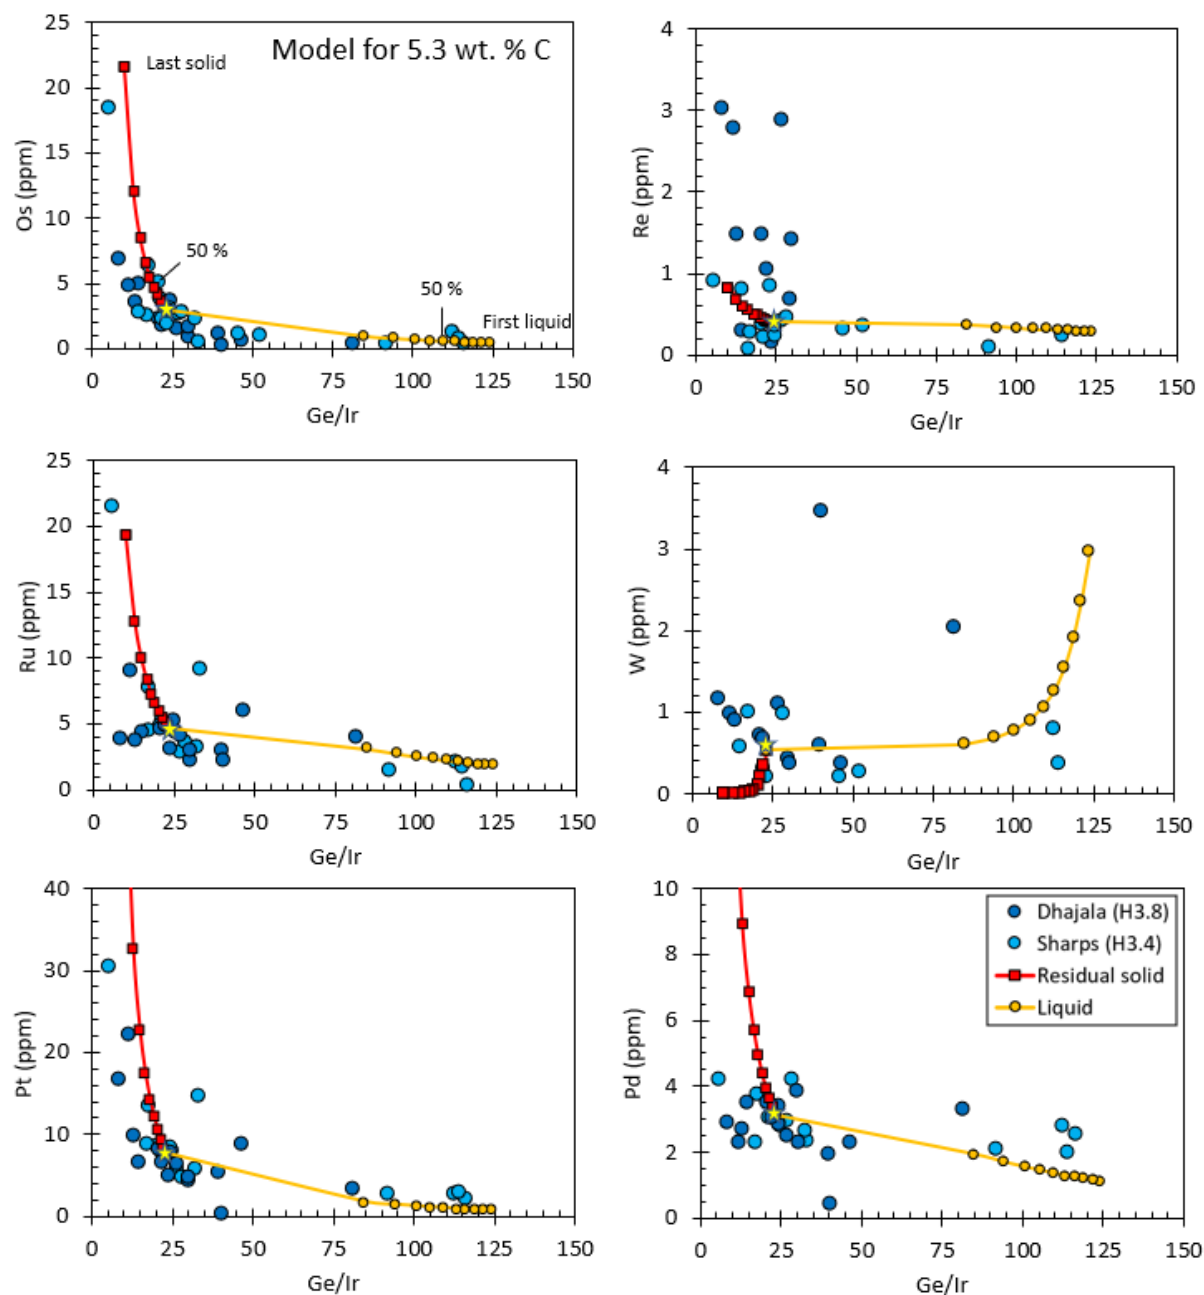 Model for 5.3 wt. % C
25
20
15
10
5
0
Os (ppm)
Last solid
50 %
50 %
First liquid
0 25 50 75 100 125 150
Ge/Ir
4
3
2
1
0
Re (ppm)
0 25 50 75 100 125 150
Ge/Ir
25
20
15
10
5
0
Ru (ppm)
0 25 50 75 100 125 150
Ge/Ir
4
3
2
1
0
W (ppm)
0 25 50 75 100 125 150
Ge/Ir
40
30
20
10
0
Pt (ppm)
0 25 50 75 100 125 150
Ge/Ir
10
8
6
4
2
0
Pd (ppm)
Dhajala (H3.8)
Sharps (H3.4)
Residual solid
Liquid
0 25 50 75 100 125 150
Ge/Ir